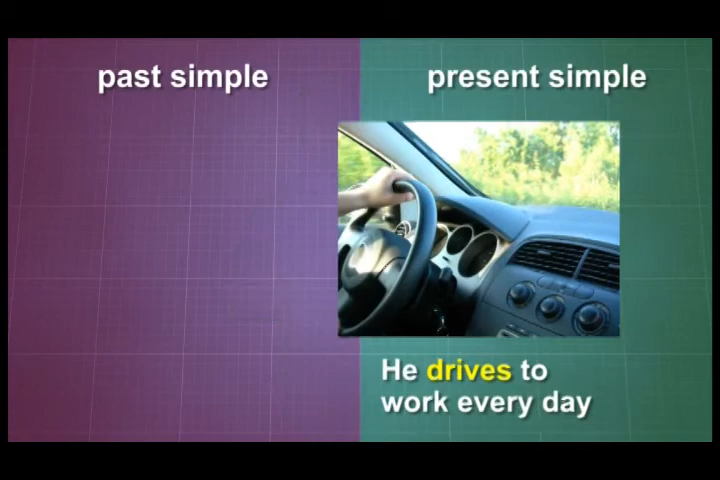 past simple
present simple
He drives to
work every day